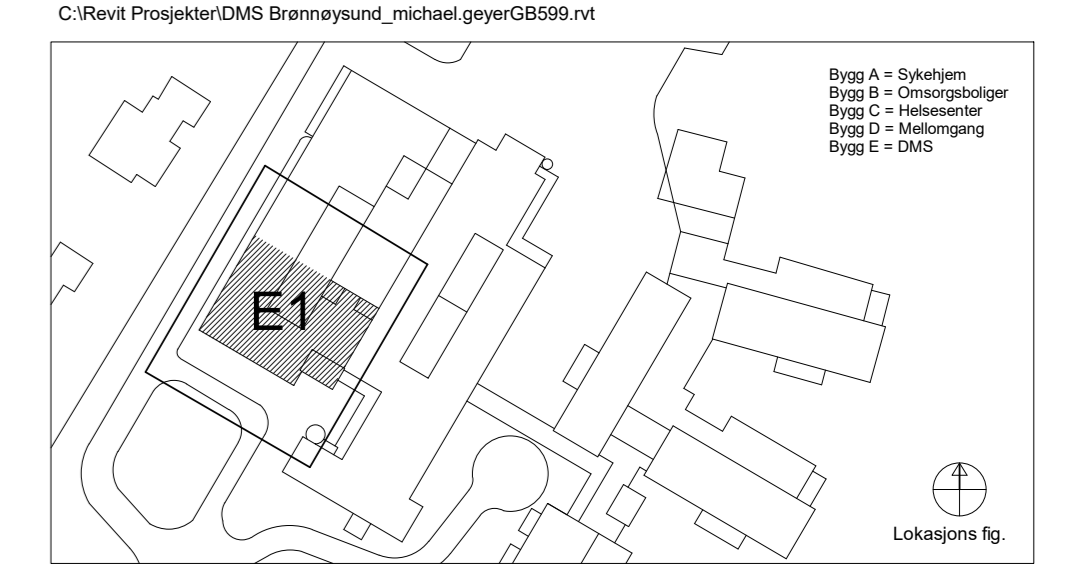 C:\Revit Prosjekter\DMS Brønnøysund_michael.geyerGB599.rvt
Bygg A = Sykehjem
Bygg B = Omsorgsboliger
Bygg C = Helsesenter
Bygg D = Mellomgang
Bygg E = DMS
E1
Lokasjons fig.